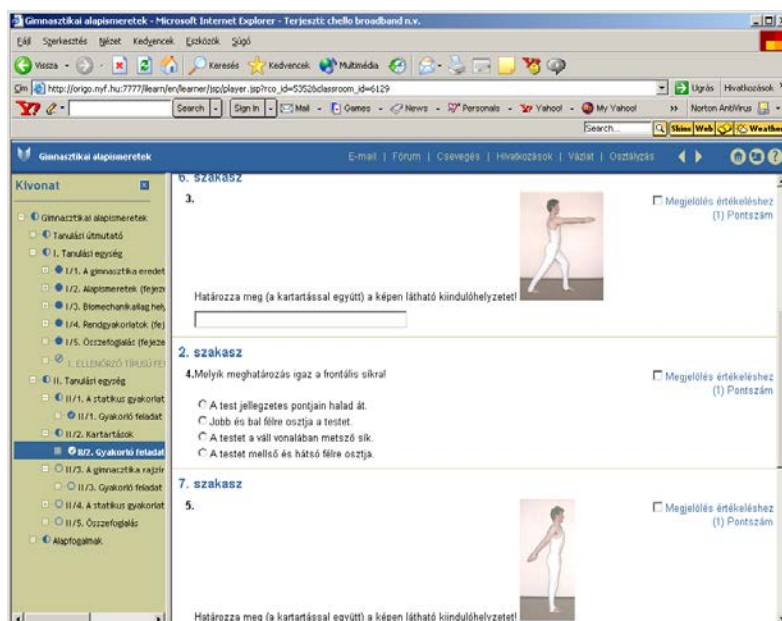 Gimnasztikai alapismeretek - Microsoft Internet Explorer - Terjeszti: chello broadband n.v.
Fájl Szerkesztés Nézet Kedvencek Eszközök Súgó
Vissza Keresés Kedvencek Multimédia
Cím http://origo.nyf.hu:7777/ilearn/en/learner/jsp/player.jsp?rco_id=5352&classroom_id=6129 Ugrás Hivatkozások »
Y! Search Sign In Mail Games News Personals Yahoo! My Yahoo! » Norton AntiVirus
Search... Skins Web Weather
Gimnasztikai alapismeretek E-mail | Fórum | Csevegés | Hivatkozások | Vázlat | Osztályzás
Kivonat
Gimnasztikai alapismeretek
Tanulási útmutató
I. Tanulási egység
I/1. A gimnasztika eredet
I/2. Alapismeretek (fejeze
I/3. Biomechanikailag hely
I/4. Rendgyakorlatok (fej
I/5. Összefoglalás (fejeze
1. ELLENŐRZŐ TÍPUSÚ FE
II. Tanulási egység
II/1. A statikus gyakorlat
II/1. Gyakorló feladat
II/2. Kartartások
II/2. Gyakorló feladat
II/3. A gimnasztika rajzír
II/3. Gyakorló feladat
II/4. A statikus gyakorlat
II/5. Összefoglalás
Alapfogalmak
6. szakasz
3.
Megjelölés értékeléshez
(1) Pontszám
Határozza meg (a kartartással együtt) a képen látható kiindulóhelyzetet!
2. szakasz
4.Melyik meghatározás igaz a frontális síkra!
Megjelölés értékeléshez
(1) Pontszám
A test jellegzetes pontjain halad át.
Jobb és bal félre osztja a testet.
A testet a váll vonalában metsző sík.
A testet mellső és hátsó félre osztja.
7. szakasz
5.
Megjelölés értékeléshez
(1) Pontszám
Határozza meg (a kartartással együtt) a képen látható kiindulóhelyzetet!